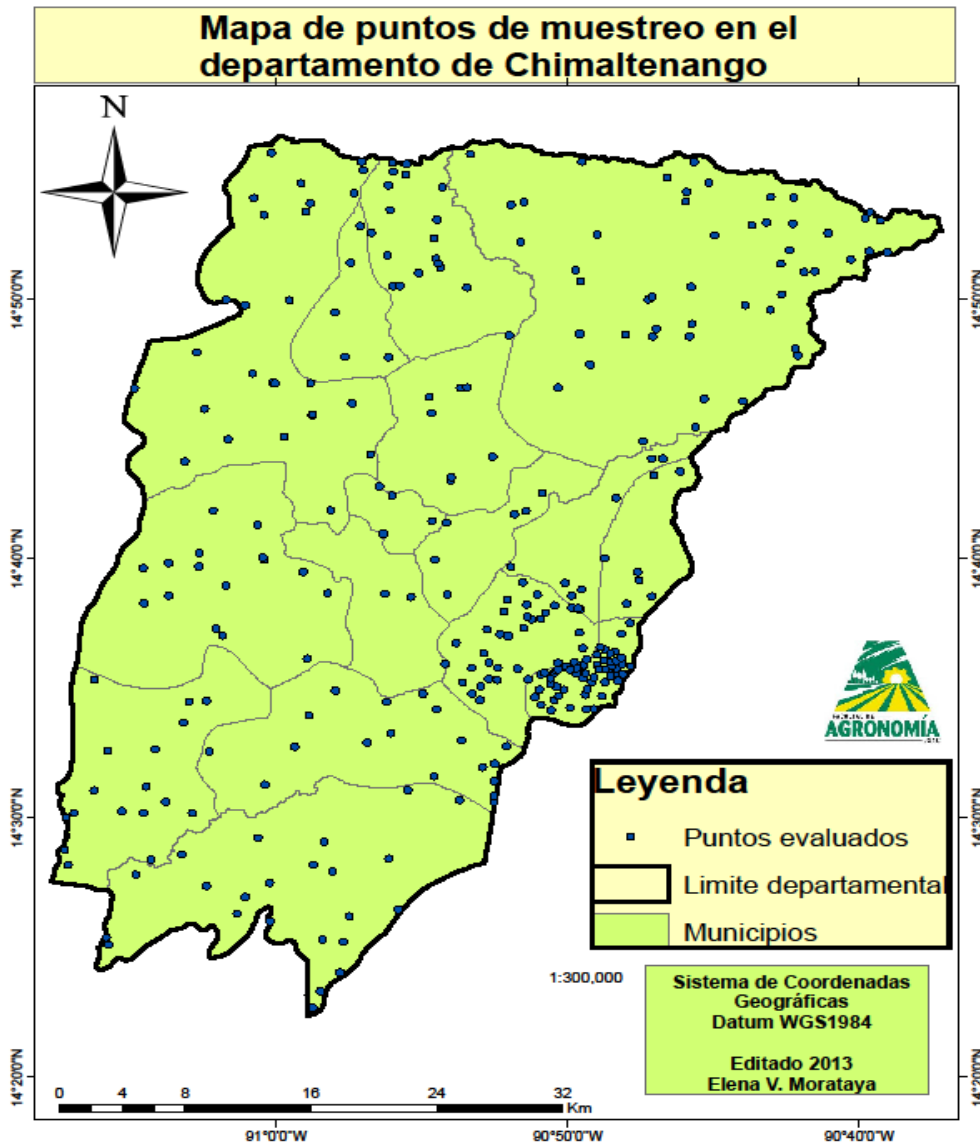 Mapa de puntos de muestreo en el
departamento de Chimaltenango
N
14°50'0"N
14°50'0"N
14°40'0"N
14°40'0"N
AGRONOMÍA
Leyenda
14°30'0"N
14°30'0"N
Puntos evaluados
Limite departamental
Municipios
1:300,000
Sistema de Coordenadas
Geográficas
Datum WGS1984
Editado 2013
Elena V. Morataya
14°20'0"N
14°20'0"N
0 4 8 16 24 32
Km
91°0'0"W 90°50'0"W 90°40'0"W